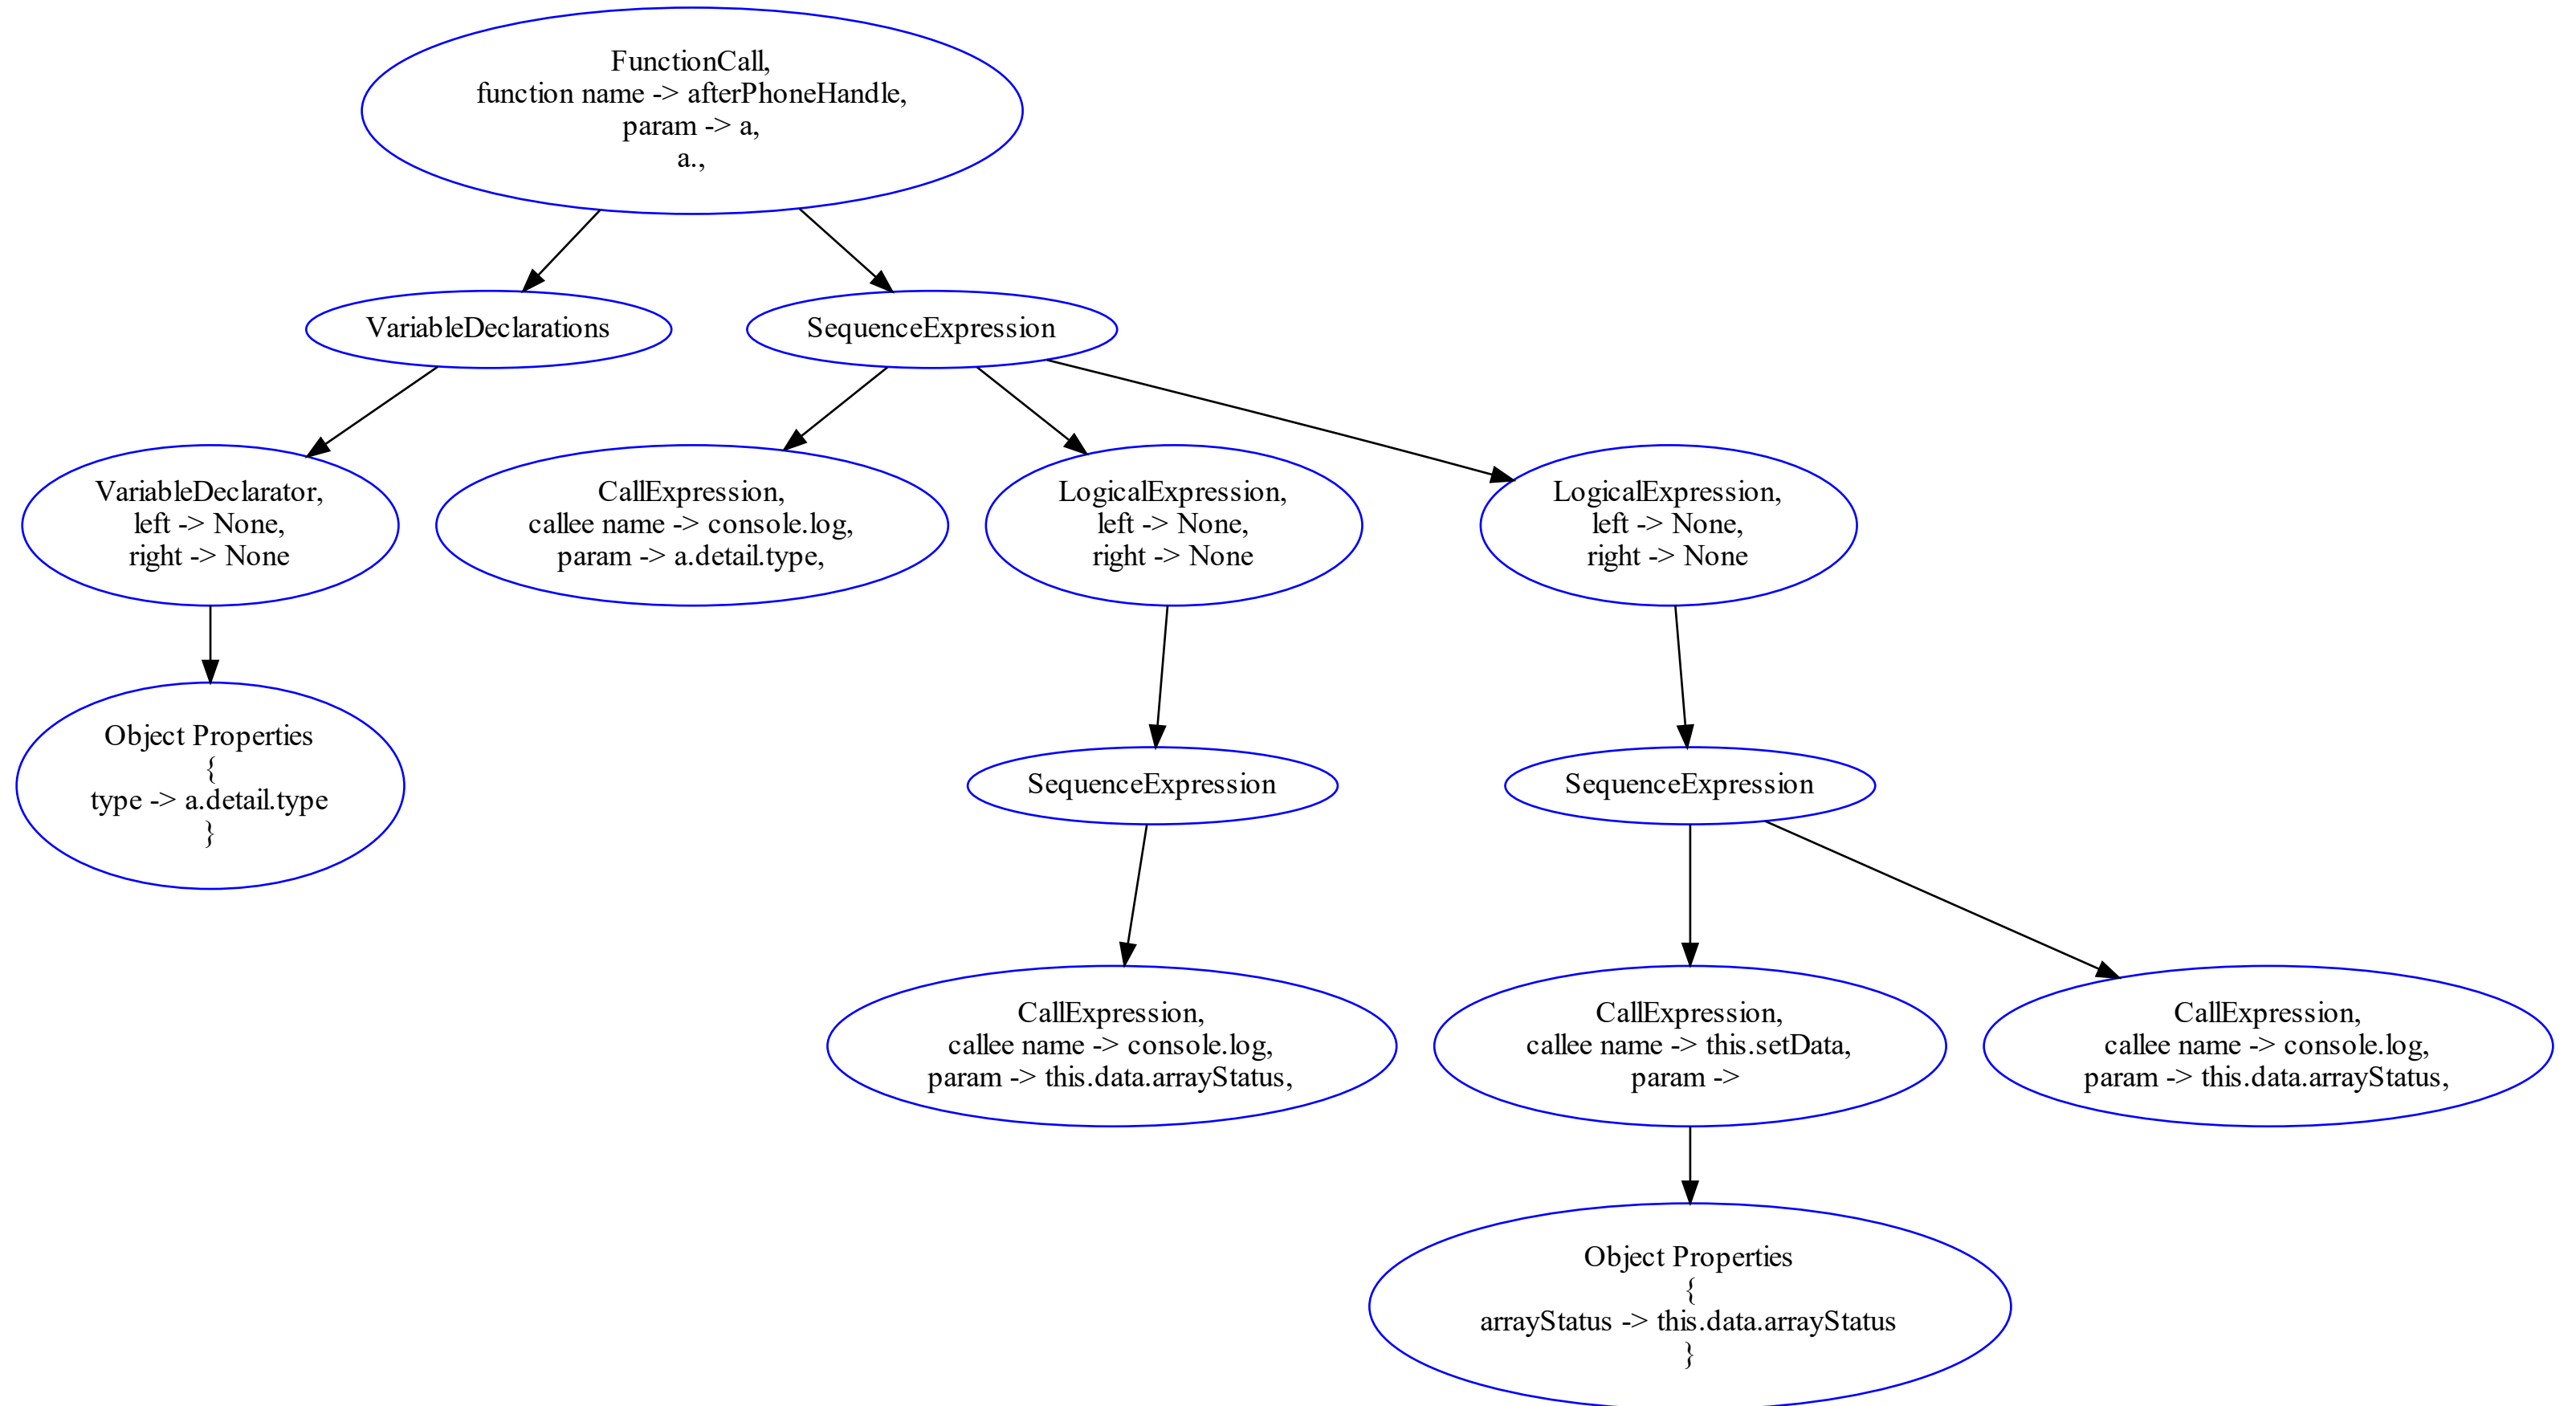 FunctionCall,
function name -> afterPhoneHandle,
param -> a,
a.,
VariableDeclarations
SequenceExpression
VariableDeclarator,
left -> None,
right -> None
CallExpression,
callee name -> console.log,
param -> a.detail.type,
LogicalExpression,
left -> None,
right -> None
LogicalExpression,
left -> None,
right -> None
Object Properties
{
type -> a.detail.type
}
SequenceExpression
SequenceExpression
CallExpression,
callee name -> console.log,
param -> this.data.arrayStatus,
CallExpression,
callee name -> this.setData,
param ->
CallExpression,
callee name -> console.log,
param -> this.data.arrayStatus,
Object Properties
{
arrayStatus -> this.data.arrayStatus
}